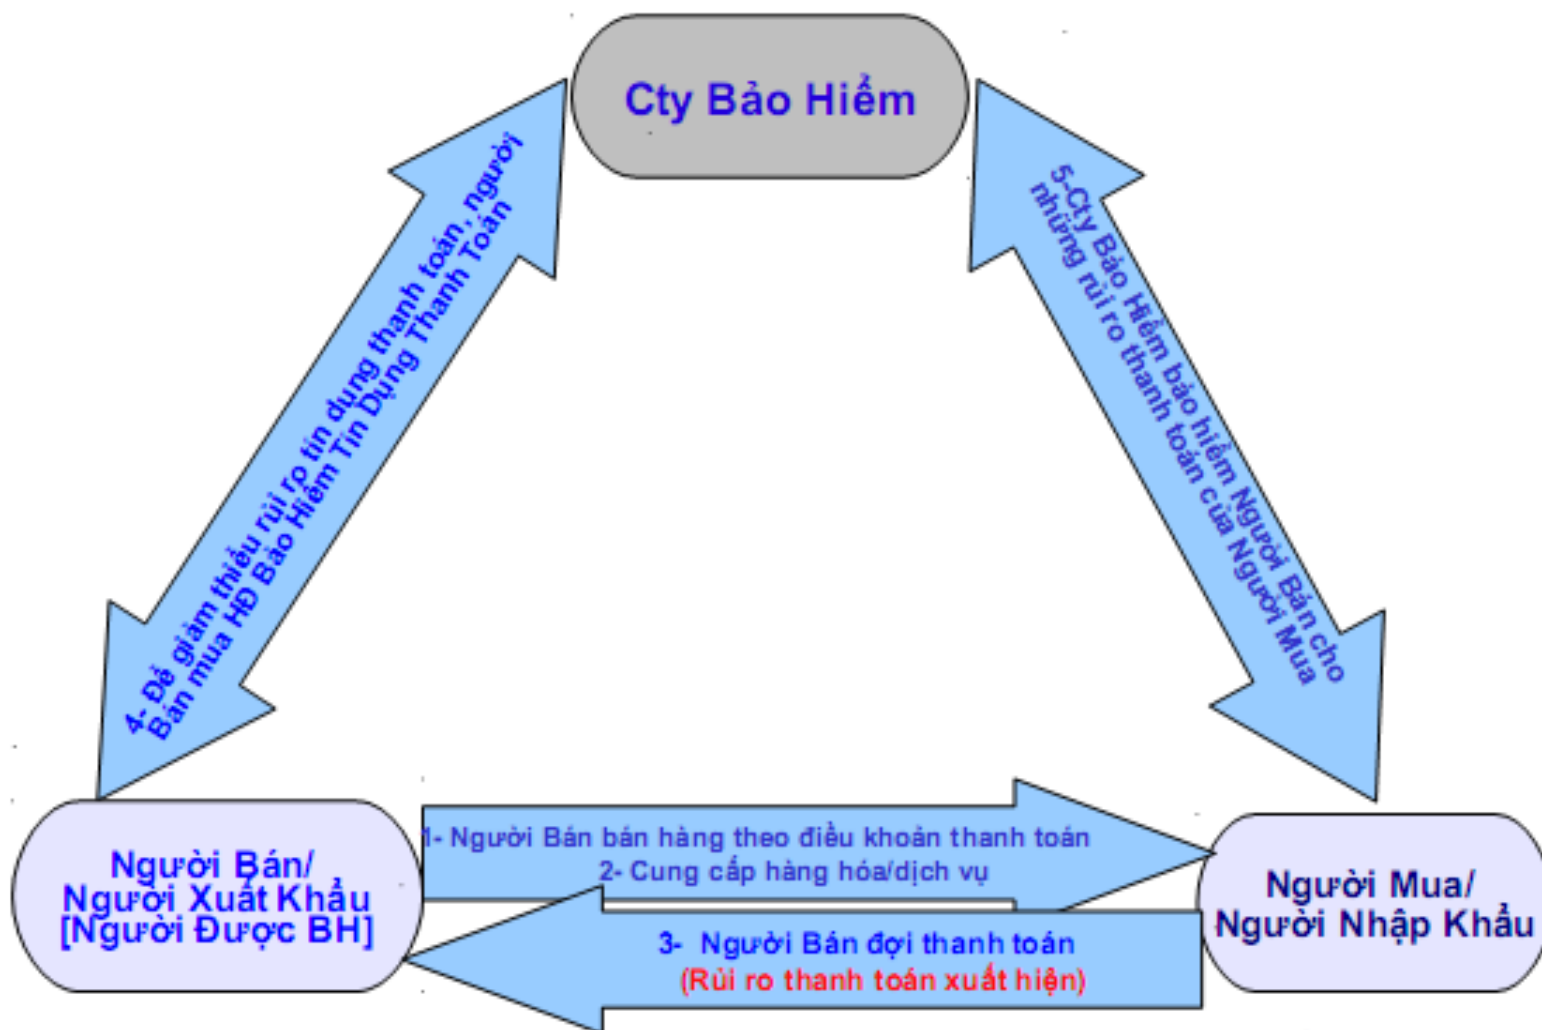 Cty Bảo Hiểm
4- Để giảm thiểu rủi ro tín dụng thanh toán, người
Bán mua HĐ Bảo Hiểm Tín Dụng Thanh Toán
5-Cty Bảo Hiểm bảo hiểm Người Bán cho
những rủi ro thanh toán của Người Mua
1- Người Bán bán hàng theo điều khoản thanh toán
2- Cung cấp hàng hóa/dịch vụ
Người Bán/
Người Xuất Khẩu
[Người Được BH]
Người Mua/
Người Nhập Khẩu
3- Người Bán đợi thanh toán
(Rủi ro thanh toán xuất hiện)